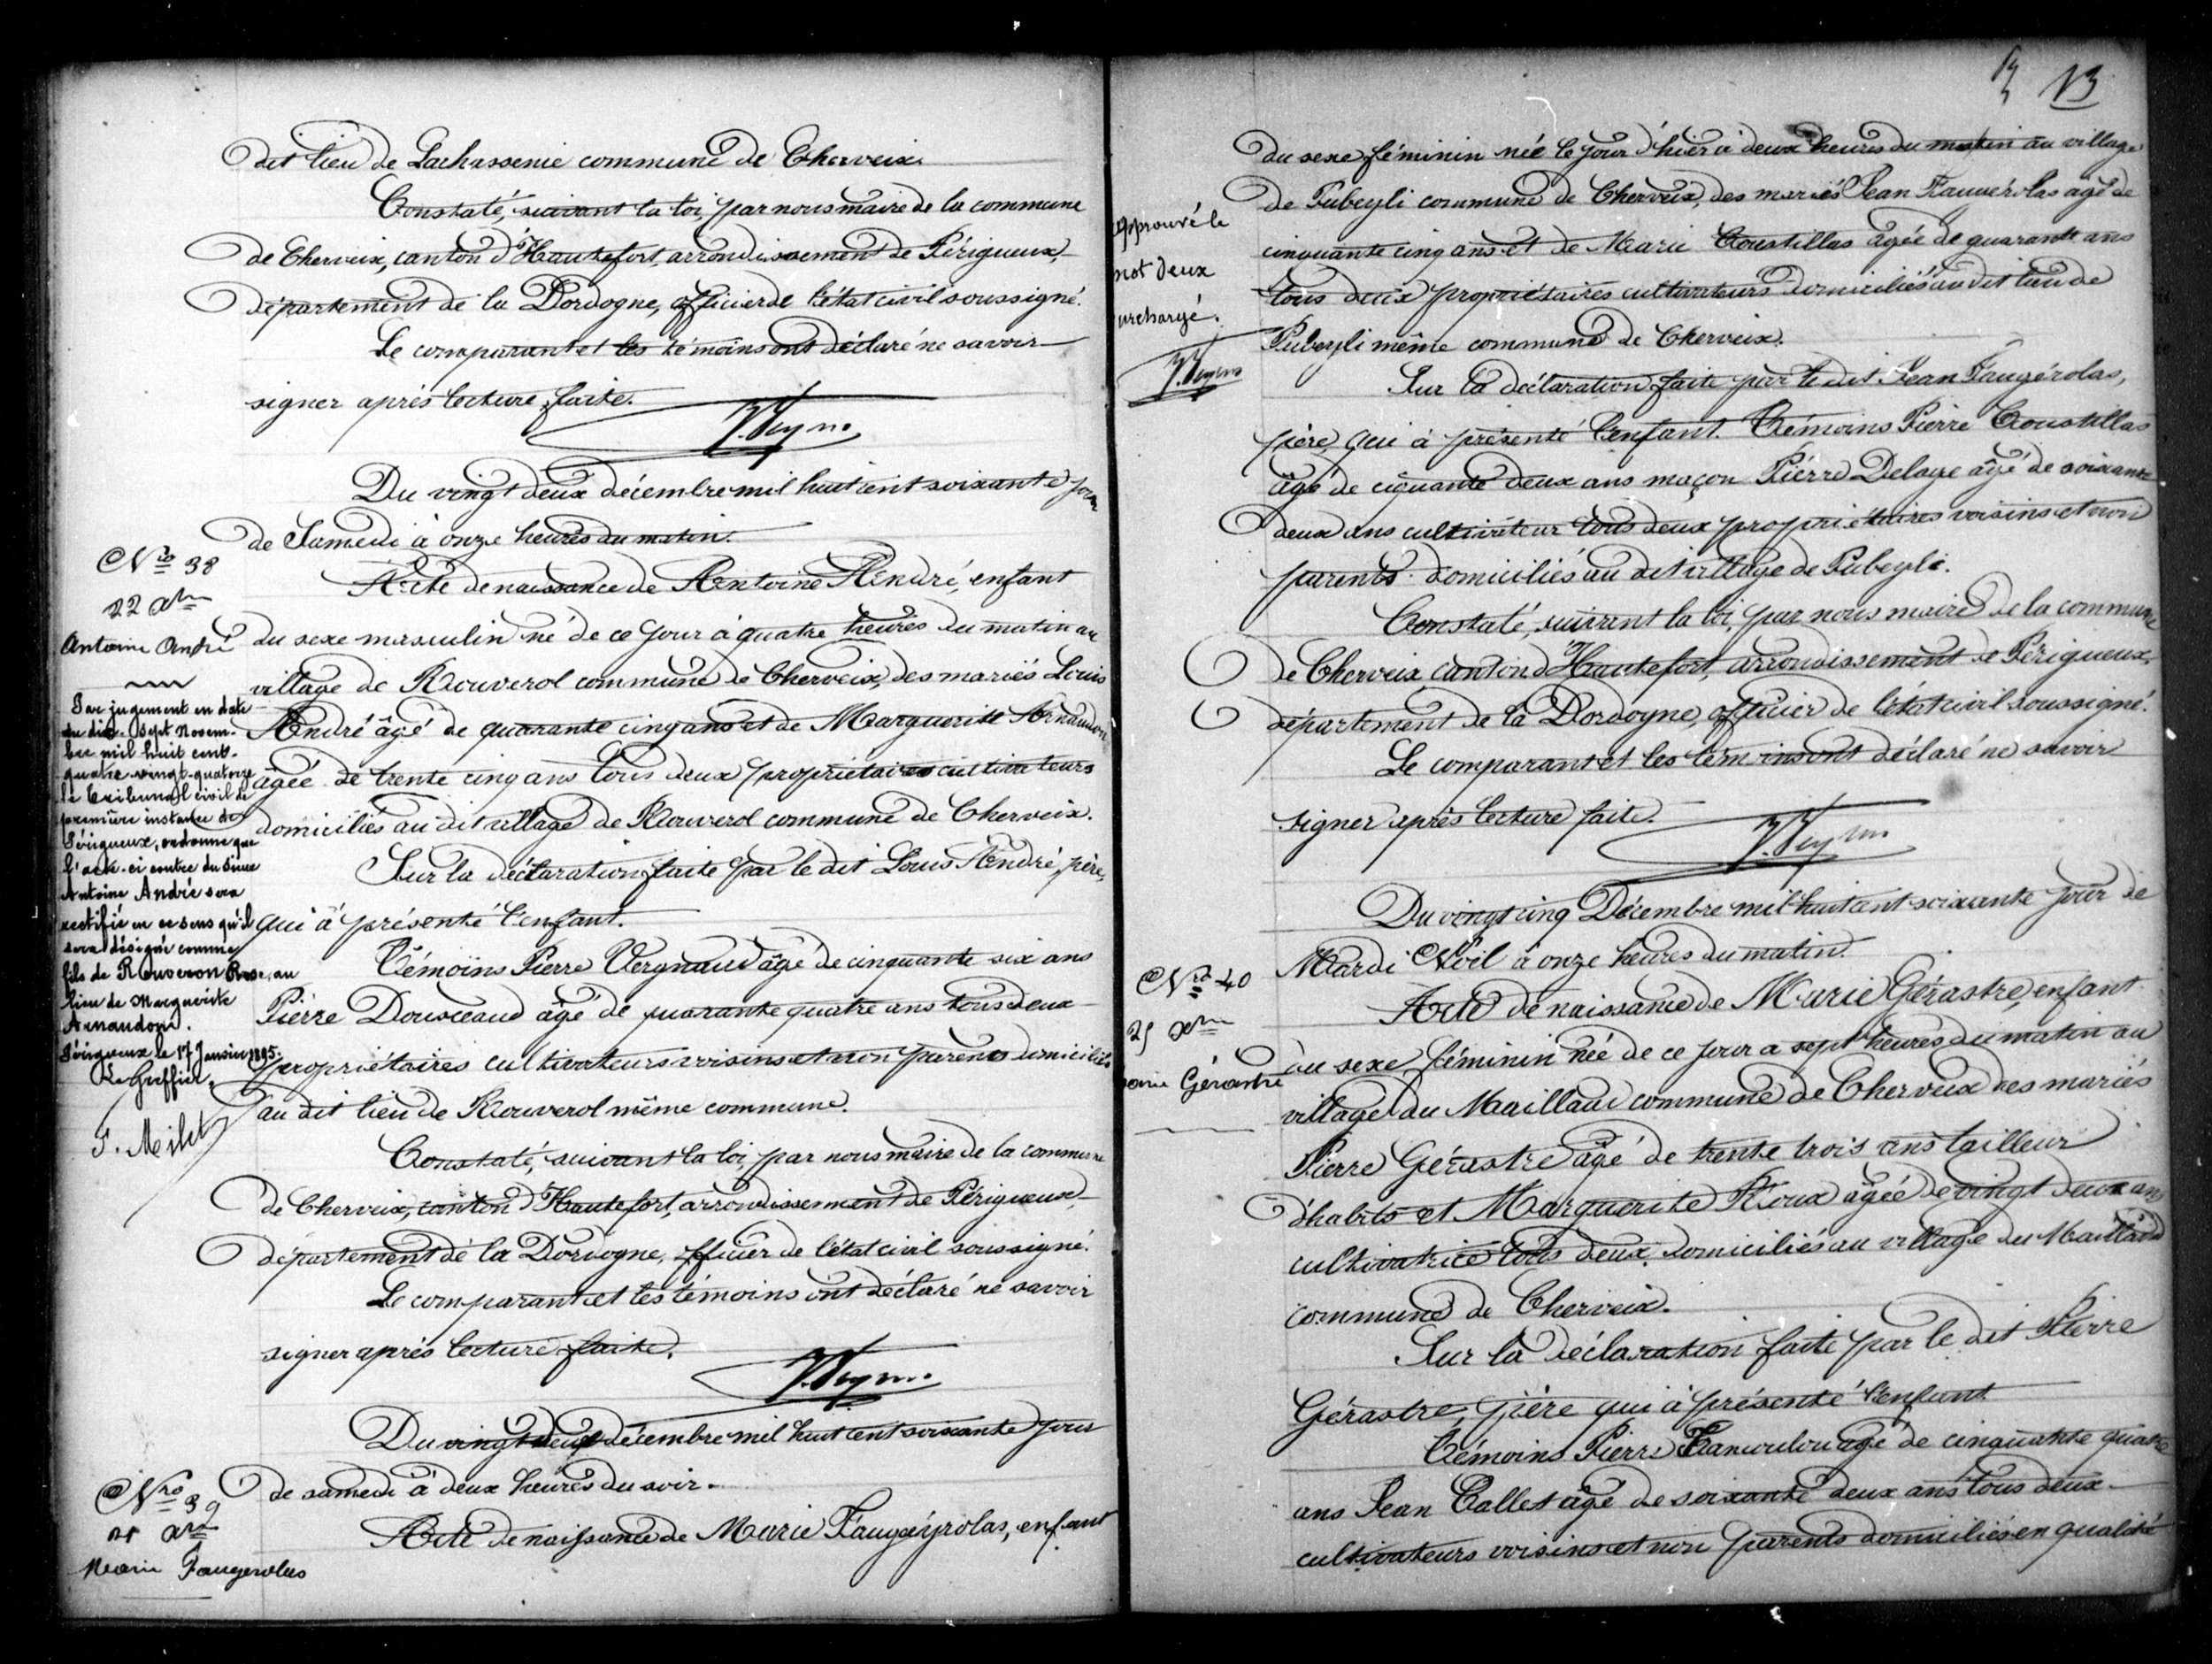 dit lieu de Lachassenie commune de Cherveix.
Constaté, suivant la loi, par nous maire de la commune
de Cherveix, canton d'Hautefort, arrondissement de Périgueux,
département de la Dordogne, officier de l'état civil soussigné.
Le comparant et les témoins ont déclaré ne savoir
signer après lecture faite.
Du vingt deux décembre mil huit cent soixante jour
de Samedi à onze heures du matin.
Nro 38
22 xbre
Antoine André
Acte de naissance de Antoine André, enfant
du sexe masculin né de ce jour à quatre heures du matin au
village de Rouverol commune de Cherveix, des mariés Louis
André âgé de quarante cinq ans et de Marguerite Arnaudon
âgée de trente cinq ans tous deux propriétaires cultivateurs
domiciliés au dit village de Rouverol commune de Cherveix.
Sur la déclaration faite par le dit Louis André, père,
qui à présenté l'enfant.
Témoins Pierre Vergnaud âgé de cinquante six ans
Pièrre Dousseaud âgé de quarante quatre ans tous deux
propriétaires cultivateurs voisins et non parents domiciliés
au dit lieu de Rouverol même commune.
Constaté, suivant la loi, par nous maire de la commune
de Cherveix, canton d'Hautefort, arrondissement de Périgueux,
département de la Dordogne, officier de l'état civil soussigné.
Le comparant et les témoins ont déclaré ne savoir
signer après lecture faite.
Par jugement en date
du dix-sept Novem-
bre mil huit cent-
quatre-vingt-quatorze
le tribunal civil de
première instance de
Périgueux, ordonne que
l'acte-ci contre du sieur
Antoine André sera
rectifié en ce sens qu'il
sera désigné comme
fils de Rouveron Rose, au
lieu de Marguerite
Arnaudon.
Périgueux le 17 Janvier 1895.
Le Greffier.
Du vingt deux décembre mil huit cent soixante jour
de samedi à deux heures du soir.
Nro 39
21 xbre
Marie Faugerolas
Acte de naissance de Marie Faugérolas, enfant
13
du sexe féminin née le jour d'hier à deux heures du matin au village
de Pubeyli commune de Cherveix, des mariés Jean Faugérolas âgé de
cinquante cinq ans et de Marie Coustillas âgée de quarante ans
tous deux propriétaires cultivateurs domiciliés au dit lieu de
Pubeyli même commune de Cherveix.
approuvé le
mot deux
surchargé.
Sur la déclaration faite par le dit Jean Faugérolas,
père, qui à présenté l'enfant. Témoins Pierre Coustillas
âgé de ciquante deux ans maçon Pierre Delage âgé de soixante
deux ans cultivateur tous deux propriétaires voisins et non
parents domiciliés au dit village de Pubeyli.
Constaté, suivant la loi, par nous maire de la commune
de Cherveix, canton d'Hautefort, arrondissement de Périgueux,
département de la Dordogne, officier de l'état civil soussigné.
Le comparant et les témoins ont déclaré ne savoir
signer après lecture faite.
Du vingt cinq Décembre mil huit cent soixante jour de
Mardi Noël à onze heures du matin.
Nro 40
25 xbre
Marie Gérastre
Acte de naissance de Marie Gérastre, enfant
du sexe féminin née de ce jour a sept heures du matin au
village du Maillaud commune de Cherveix des mariés
Pierre Gérastre âgé de trente trois ans tailleur
d'habits et Marguerite Roux âgée de vingt deux ans
cultivatrice tous deux domiciliés au village du Maillaud
commune de Cherveix.
Sur la déclaration faite par le dit Pierre
Gérastre, père qui à présenté l'enfant
Témoins Pierre âgé de cinquante quatre
ans Jean Callet âgé de soixante deux ans tous deux
cultivateurs voisins et non parents domiciliés en qualité